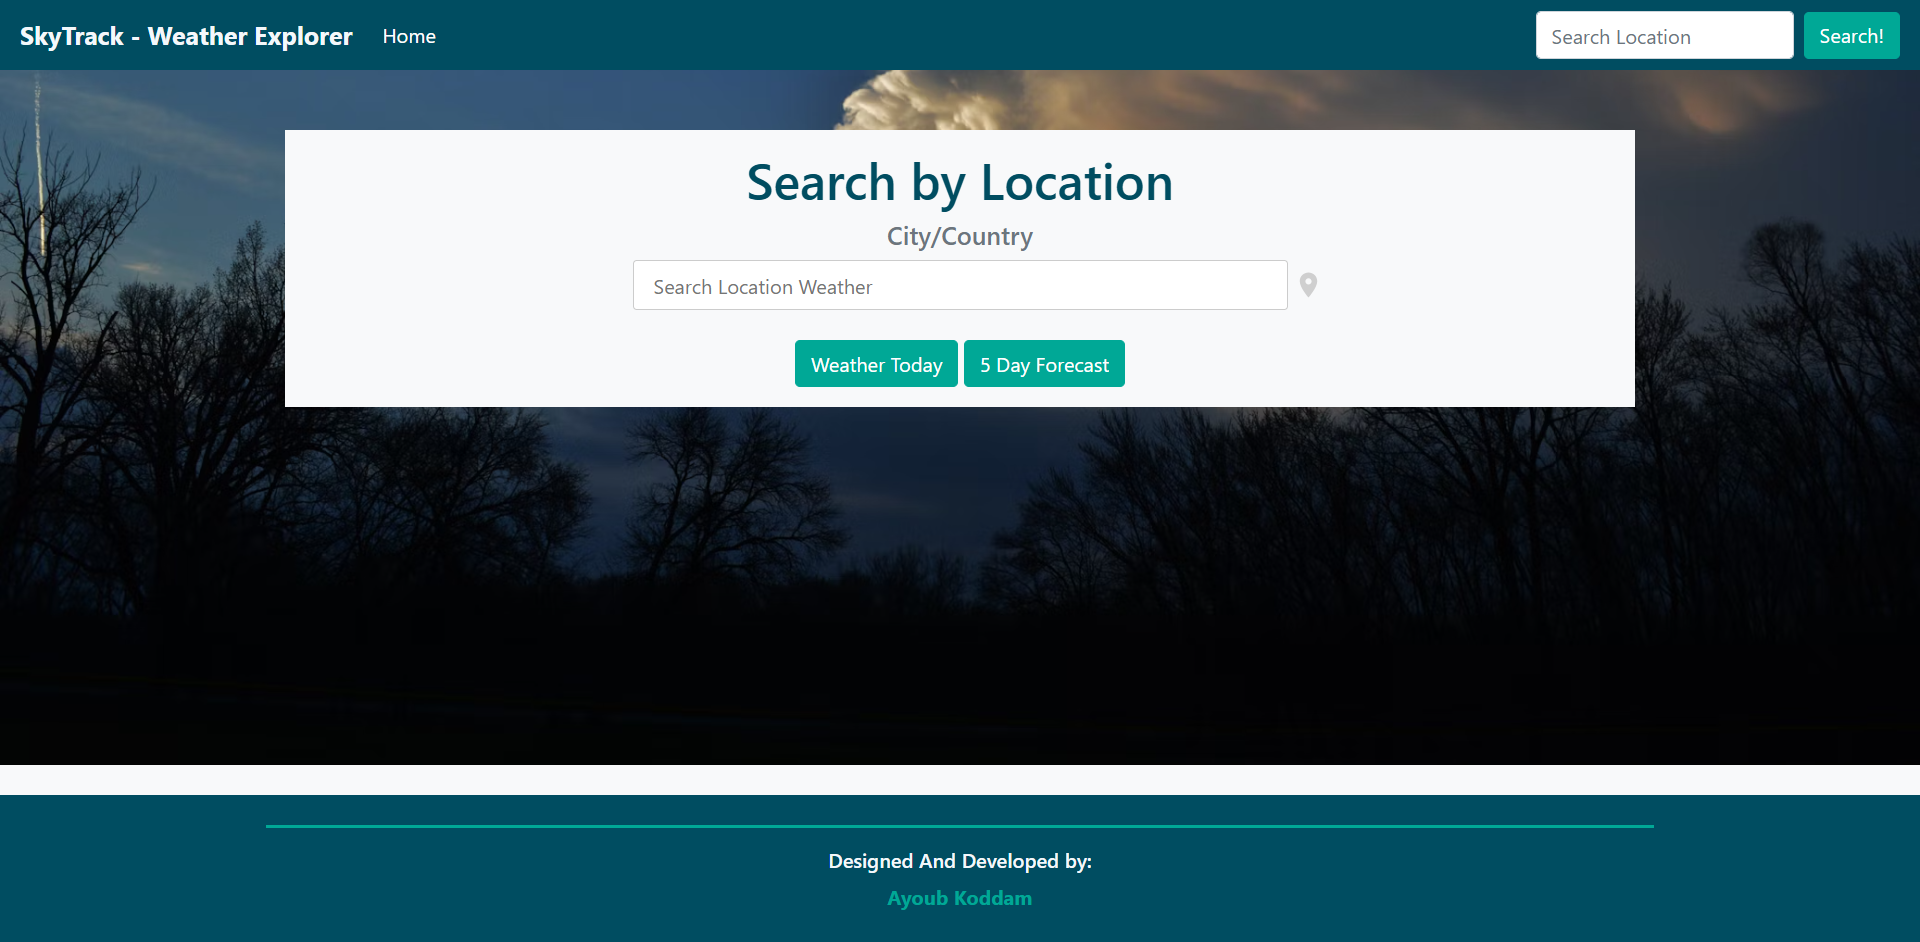 SkyTrack - Weather Explorer
Home
Search Location
Search!
Search by Location
City/Country
Search Location Weather
Weather Today
5 Day Forecast
Designed And Developed by:
Ayoub Koddam